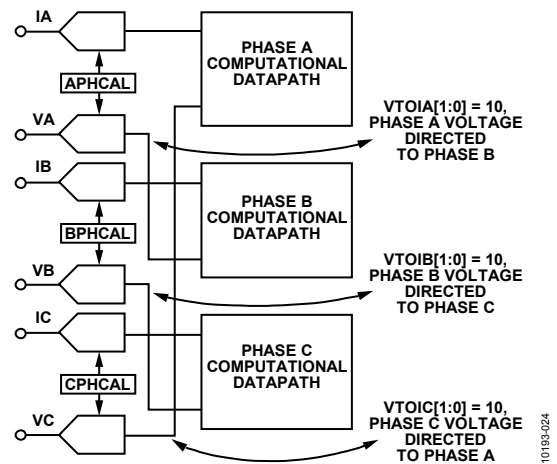 IA
PHASE A
COMPUTATIONAL
DATAPATH
APHCAL
VTOIA[1:0] = 10,
PHASE A VOLTAGE
DIRECTED
TO PHASE B
VA
IB
PHASE B
COMPUTATIONAL
DATAPATH
BPHCAL
VTOIB[1:0] = 10,
PHASE B VOLTAGE
DIRECTED
TO PHASE C
VB
IC
PHASE C
COMPUTATIONAL
DATAPATH
CPHCAL
VTOIC[1:0] = 10,
PHASE C VOLTAGE
DIRECTED
TO PHASE A
VC
10193-024